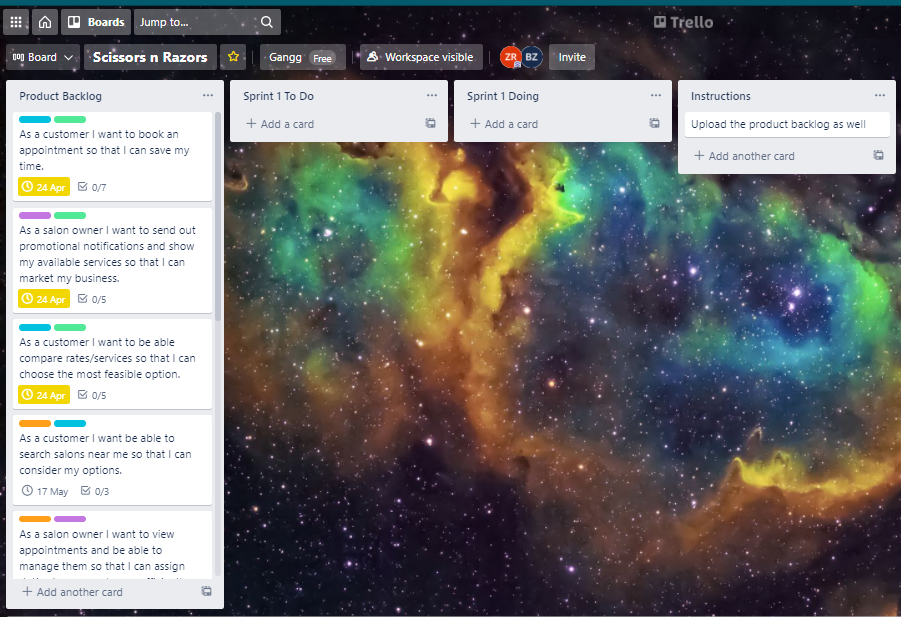 Boards
Jump to...
Trello
Board
Scissors n Razors
Gangg Free
Workspace visible
ZR
BZ
Invite
Product Backlog
As a customer I want to book an
appointment so that I can save my
time.
24 Apr 0/7
As a salon owner I want to send out
promotional notifications and show
my available services so that I can
market my business.
24 Apr 0/5
As a customer I want to be able
compare rates/services so that I can
choose the most feasible option.
24 Apr 0/5
As a customer I want be able to
search salons near me so that I can
consider my options.
17 May 0/3
As a salon owner I want to view
appointments and be able to
manage them so that I can assign
+ Add another card
Sprint 1 To Do
+ Add a card
Sprint 1 Doing
+ Add a card
Instructions
Upload the product backlog as well
+ Add another card